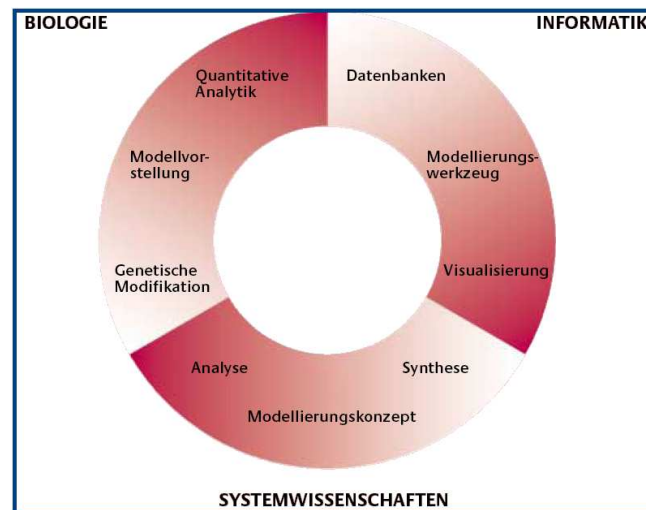 BIOLOGIE
INFORMATIK
Quantitative
Analytik
Datenbanken
Modellvor-
stellung
Modellierungs-
werkzeug
Genetische
Modifikation
Visualisierung
Analyse
Synthese
Modellierungskonzept
SYSTEMWISSENSCHAFTEN